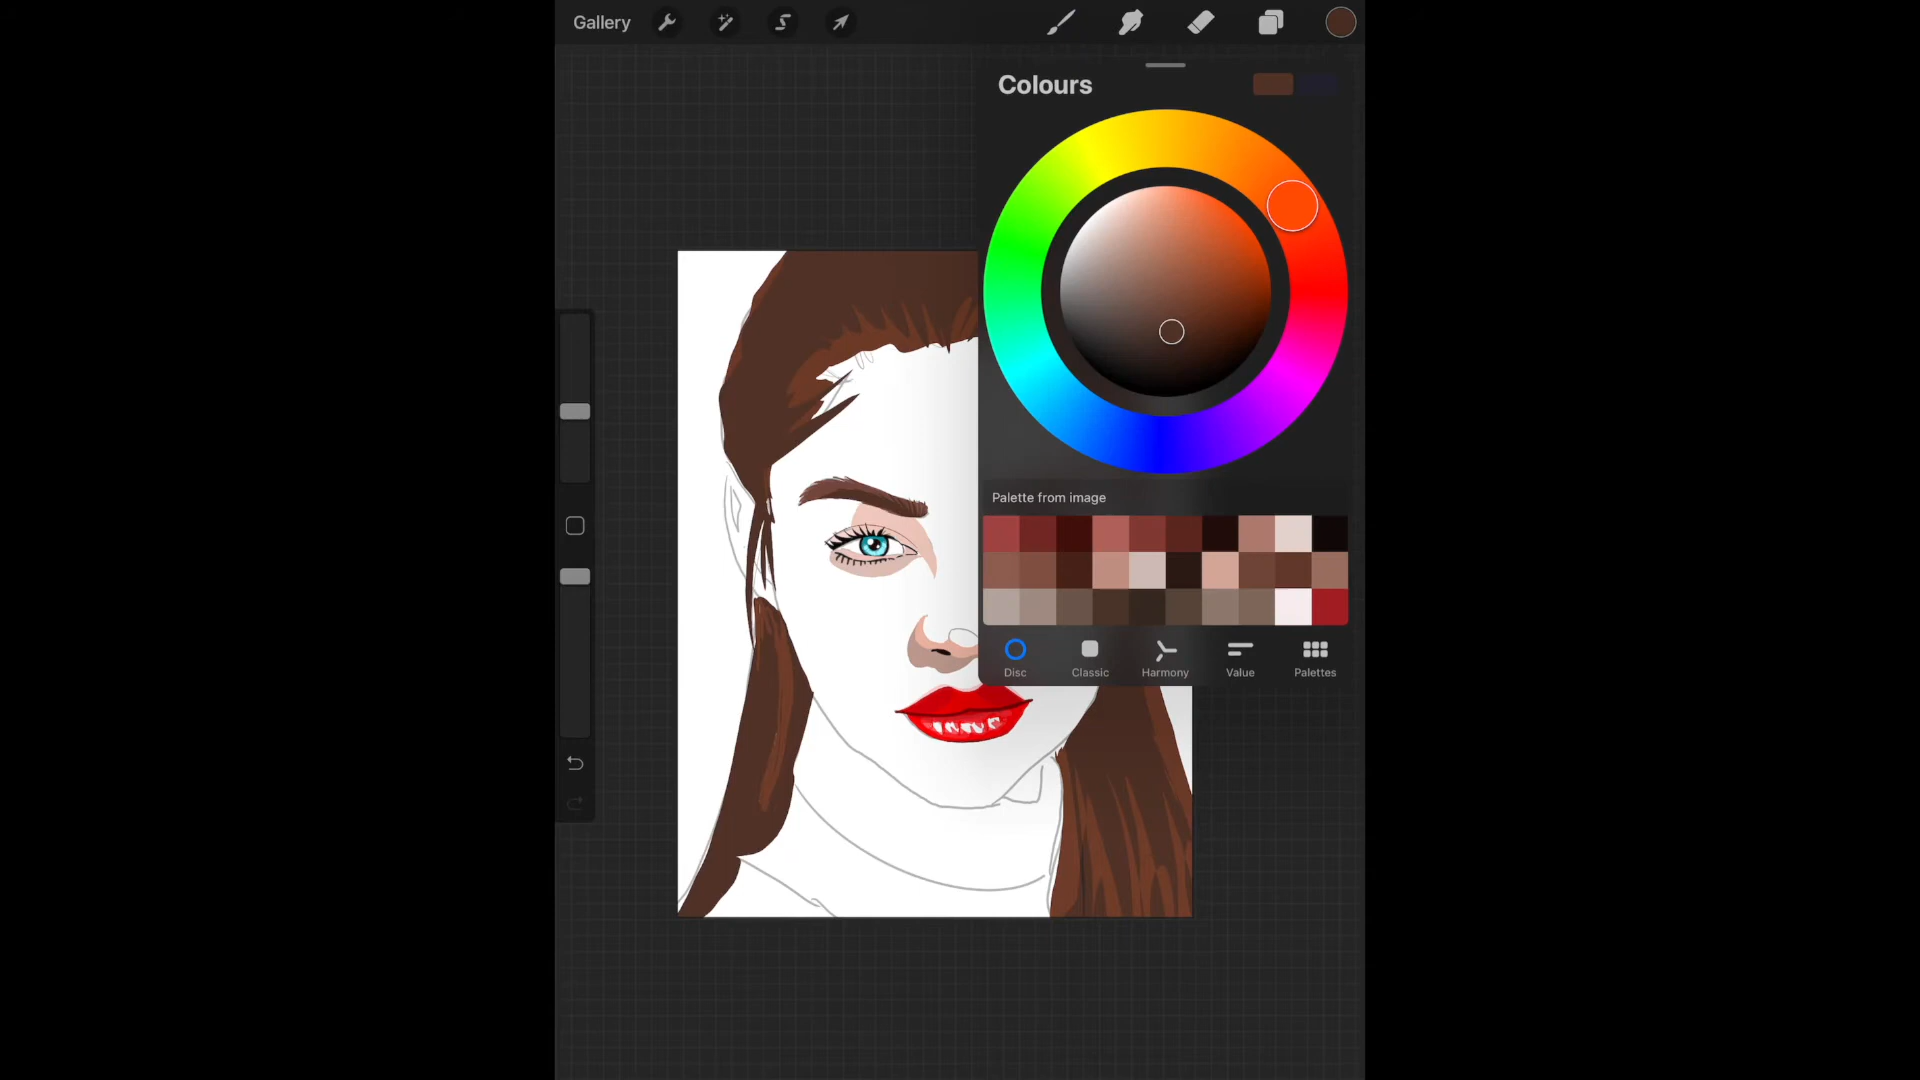 Gallery
Colours
Palette from image
Disc
Classic
Harmony
Value
Palettes